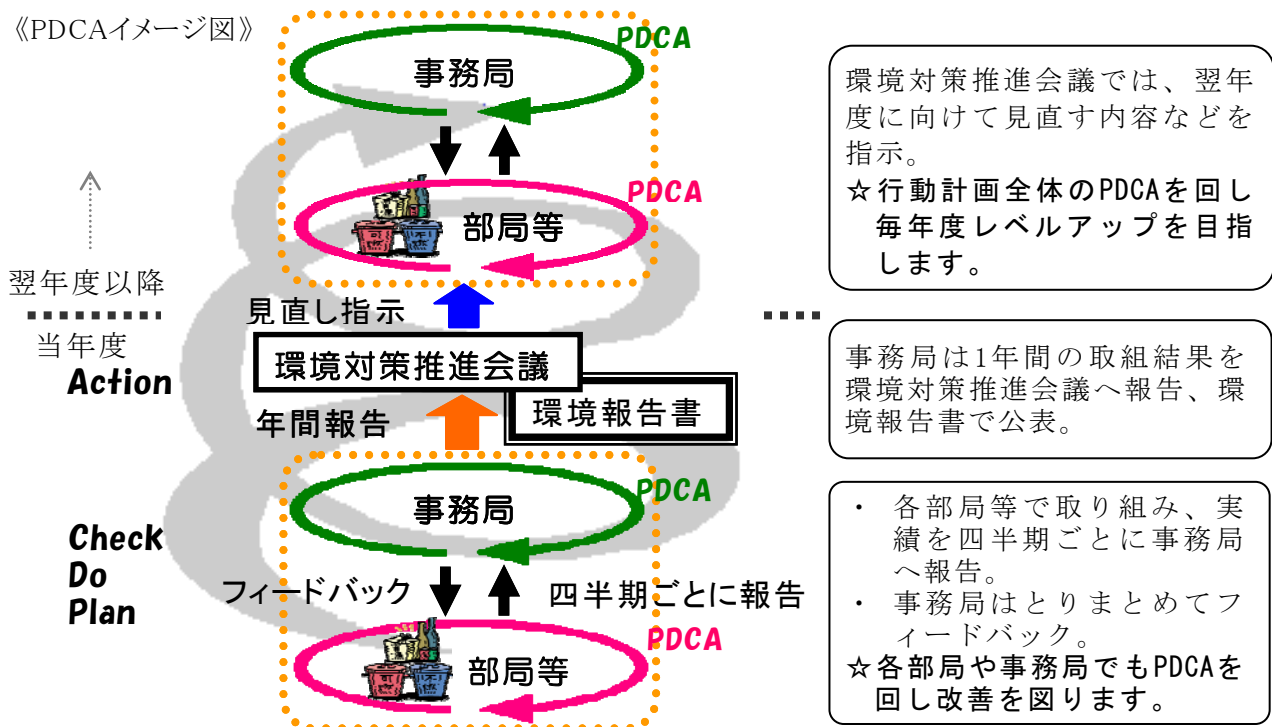 《PDCAイメージ図》
PDCA
事務局
PDCA
部局等
翌年度以降
見直し指示
当年度
Action
環境対策推進会議
環境報告書
年間報告
事務局
PDCA
Check
Do
Plan
フィードバック
四半期ごとに報告
PDCA
部局等
環境対策推進会議では、翌年
度に向けて見直す内容などを
指示。
☆行動計画全体のPDCAを回し
毎年度レベルアップを目指
します。
事務局は1年間の取組結果を
環境対策推進会議へ報告、環
境報告書で公表。
・ 各部局等で取り組み、実
績を四半期ごとに事務局
へ報告。
・ 事務局はとりまとめてフ
ィードバック。
☆各部局や事務局でもPDCAを
回し改善を図ります。